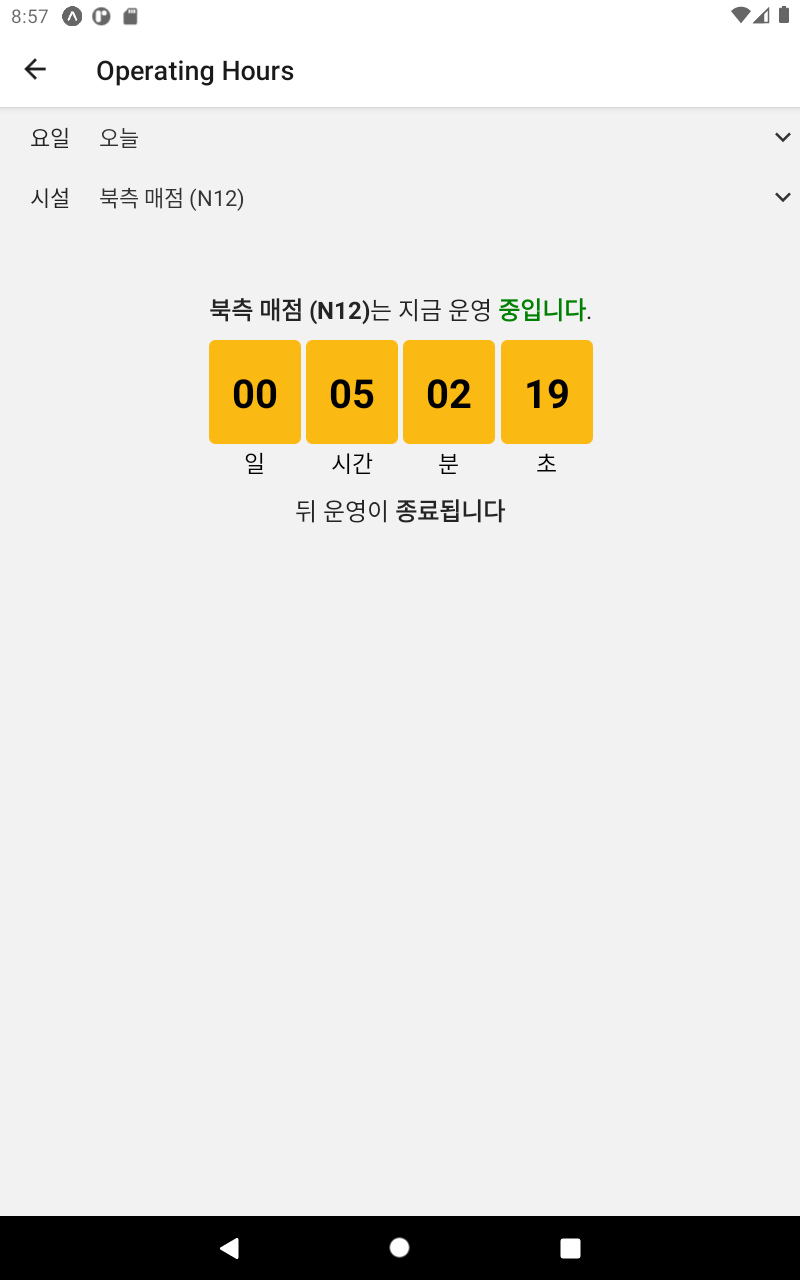 8:57
Operating Hours
요일 오늘
시설 북측 매점 (N12)
북측 매점 (N12)는 지금 운영 중입니다.
00 05 02 19
일 시간 분 초
뒤 운영이 종료됩니다